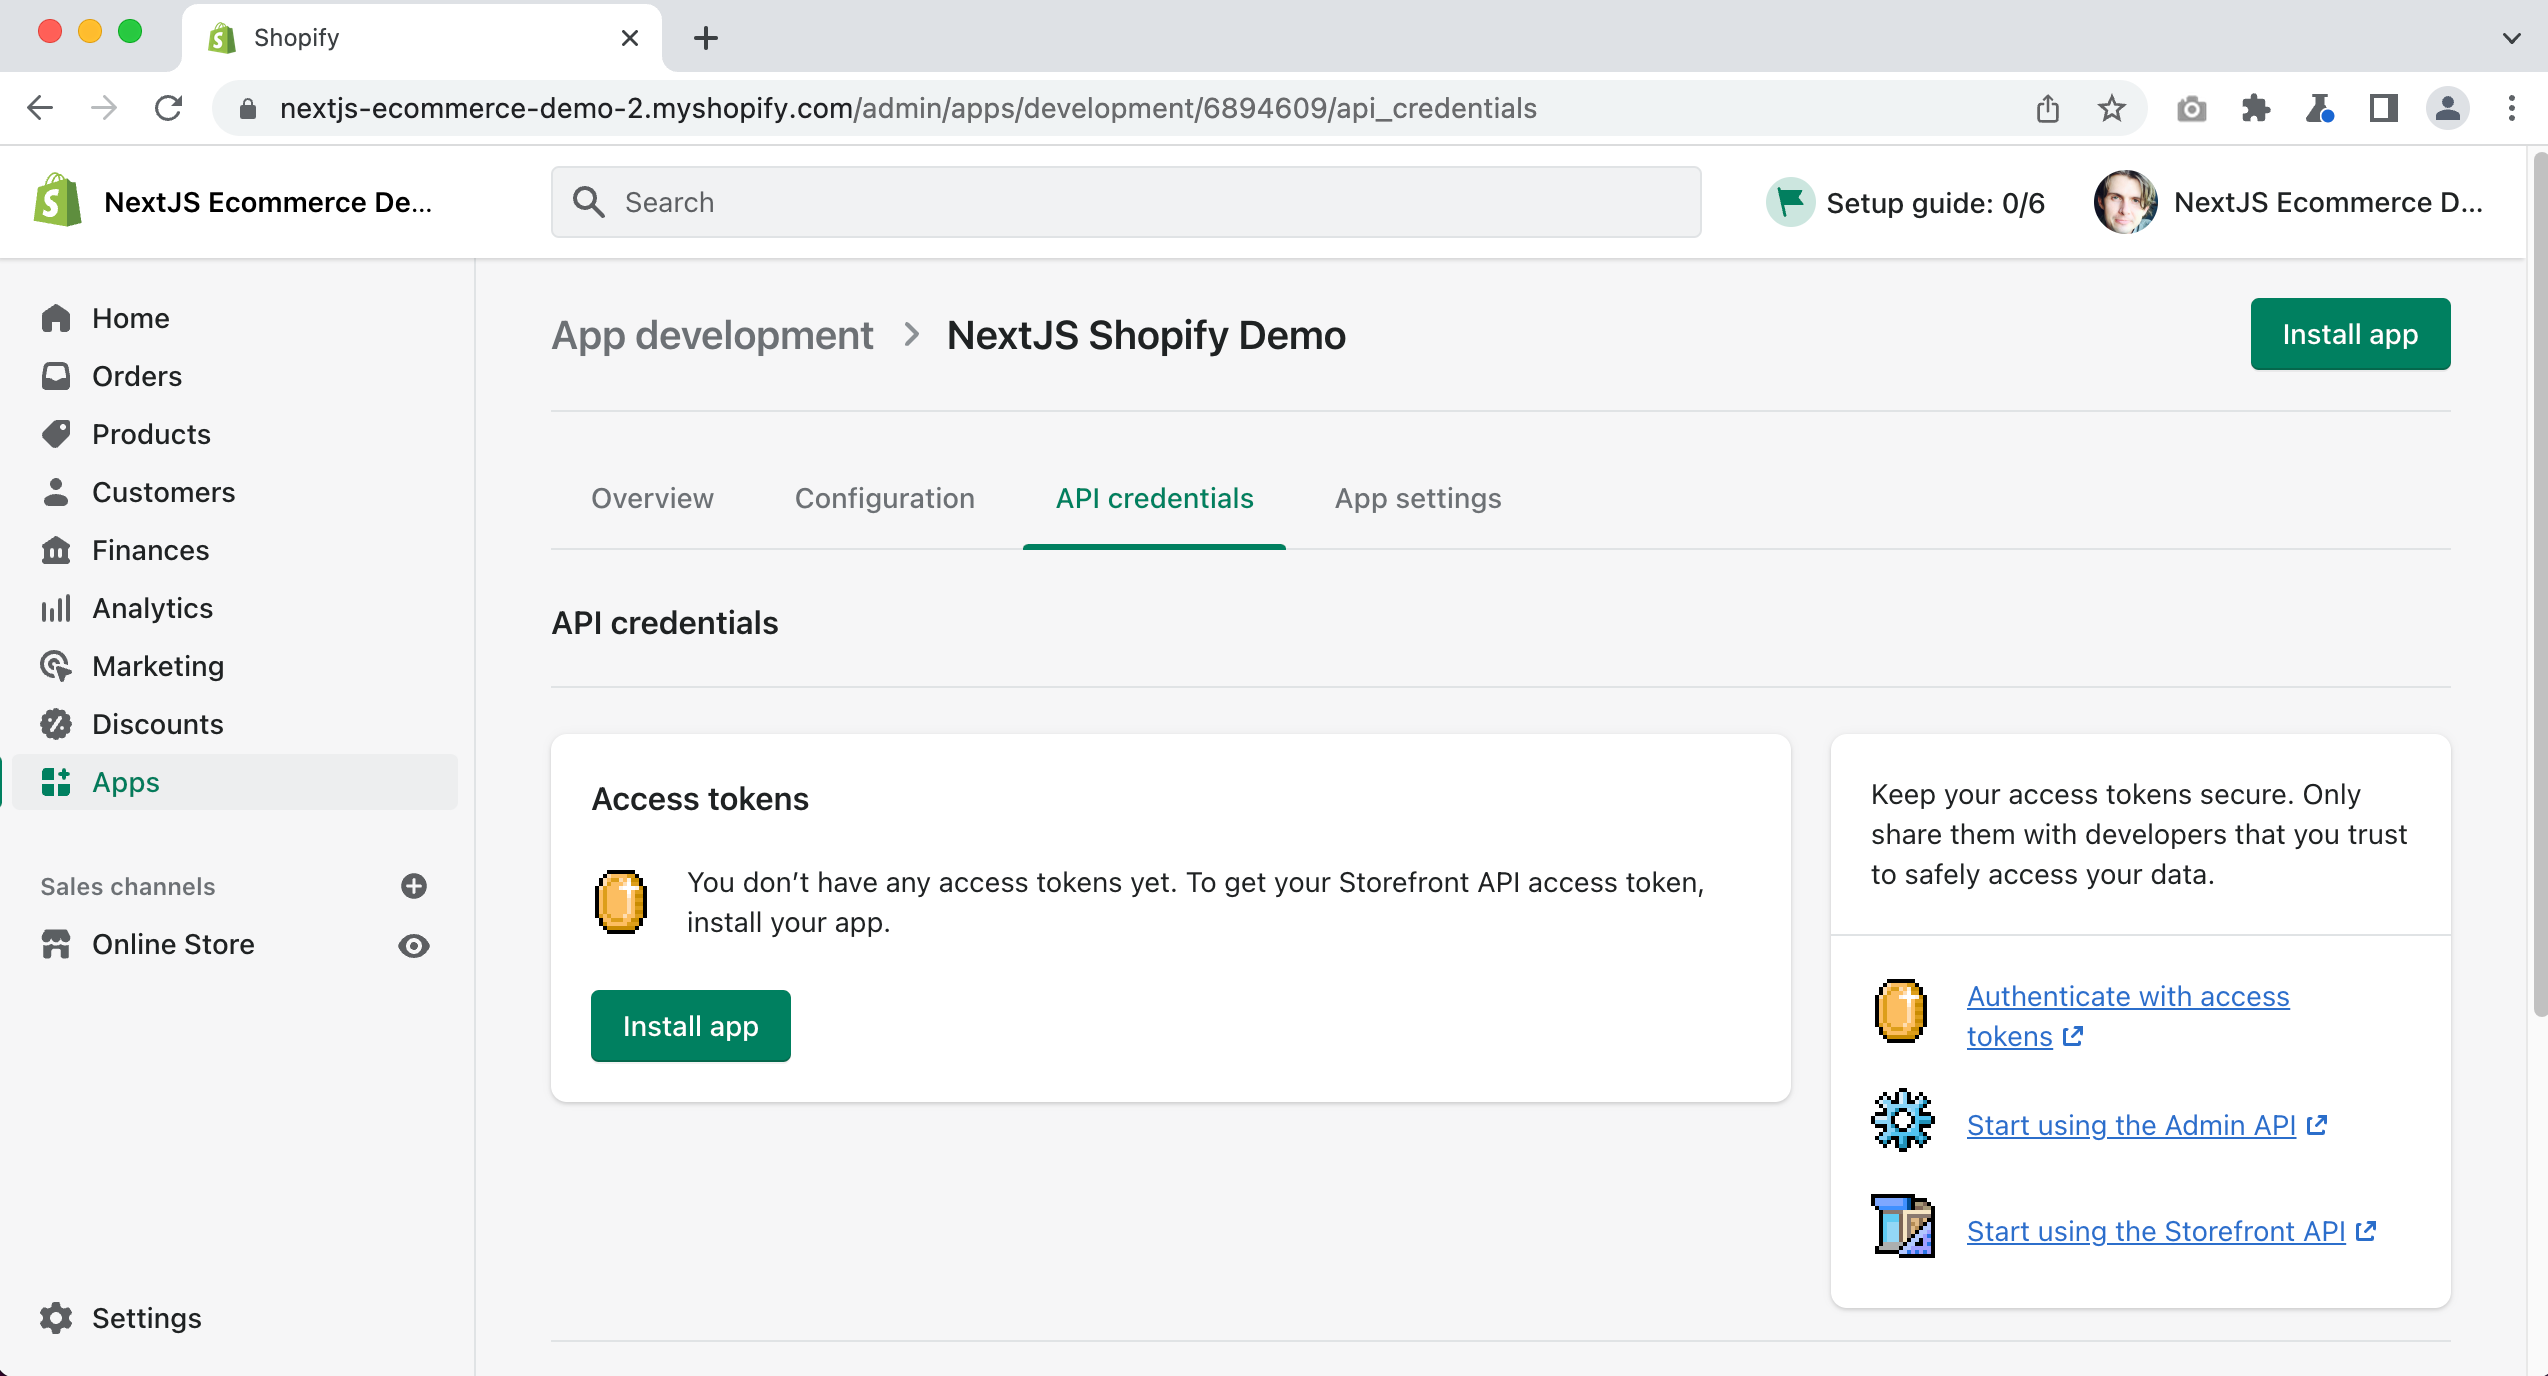 Shopify
nextjs-ecommerce-demo-2.myshopify.com/admin/apps/development/6894609/api_credentials
NextJS Ecommerce De...
Search
Setup guide: 0/6
NextJS Ecommerce D...
Home
Orders
Products
Customers
Finances
Analytics
Marketing
Discounts
Apps
Sales channels
Online Store
Settings
App development
NextJS Shopify Demo
Install app
Overview
Configuration
API credentials
App settings
API credentials
Access tokens
You don’t have any access tokens yet. To get your Storefront API access token,
install your app.
Install app
Keep your access tokens secure. Only
share them with developers that you trust
to safely access your data.
Authenticate with access
tokens
Start using the Admin API
Start using the Storefront API